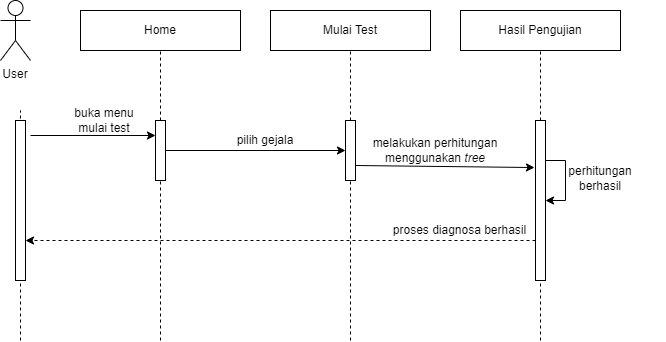 User
Home
Mulai Test
Hasil Pengujian
buka menu
mulai test
pilih gejala
melakukan perhitungan
menggunakan tree
perhitungan
berhasil
proses diagnosa berhasil